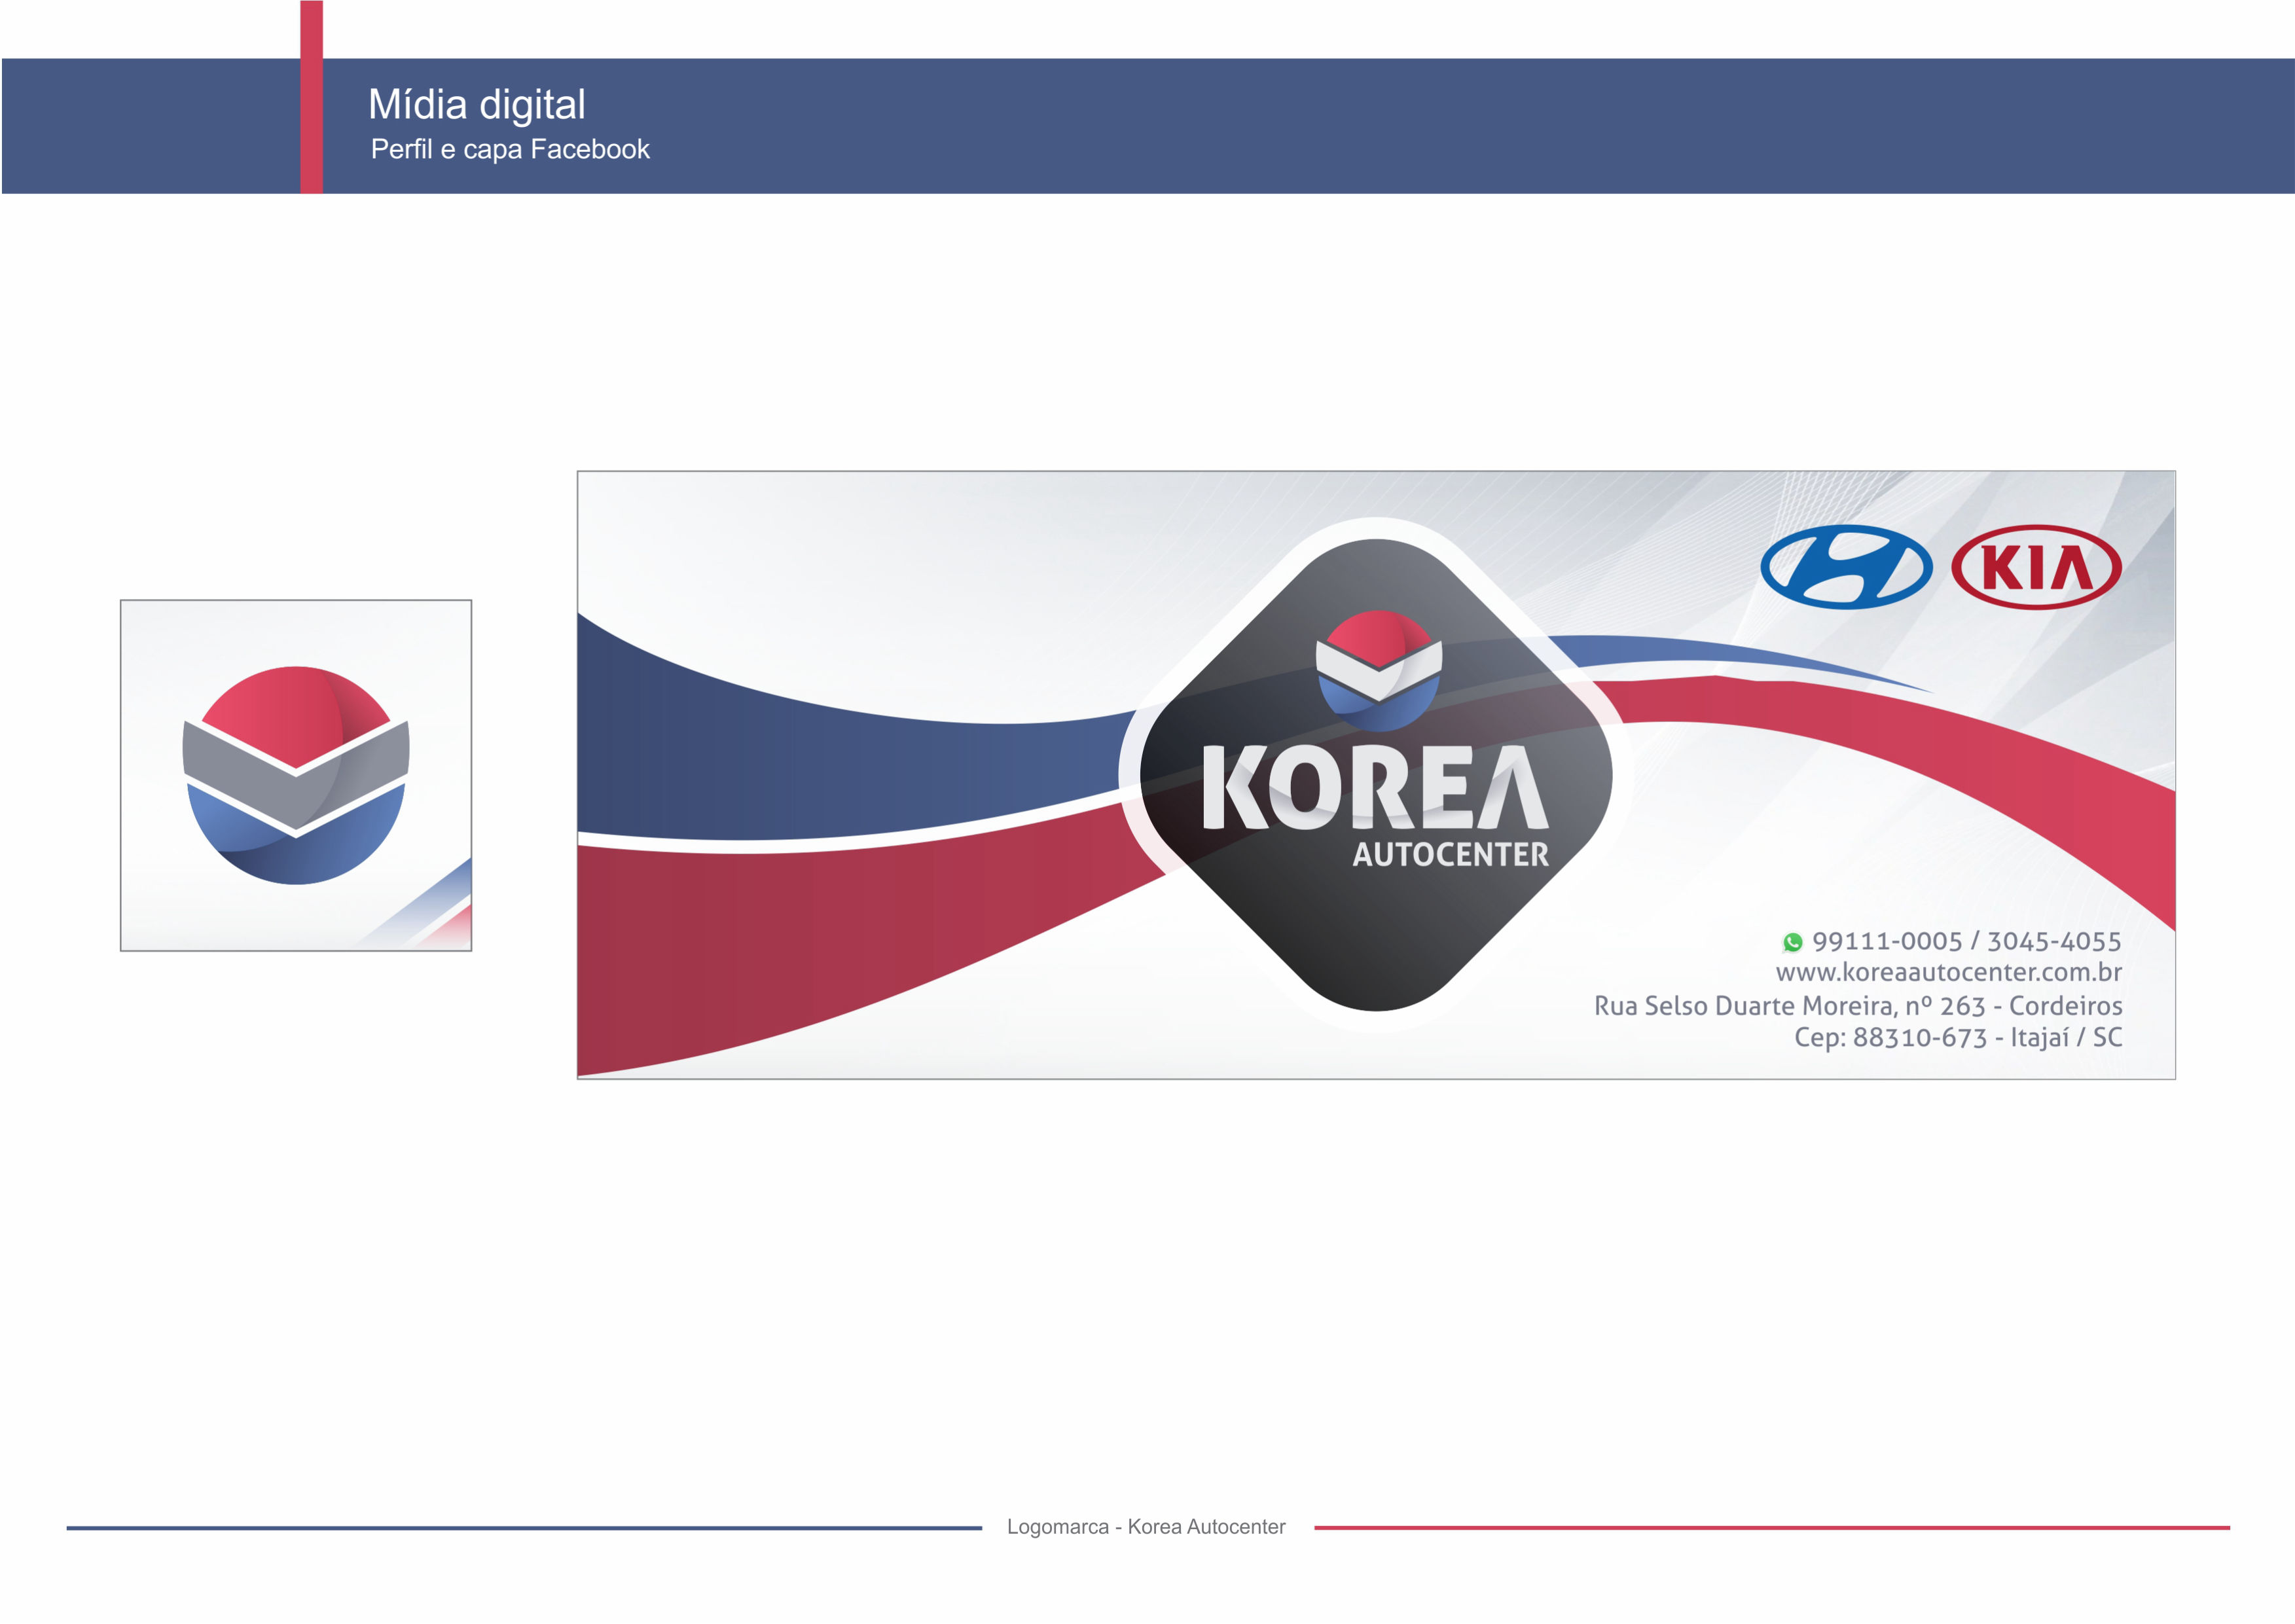 Mídia digital
Perfil e capa Facebook
KIA
KOREA
AUTOCENTER
99111-0005 / 3045-4055
www.koreaautocenter.com.br
Rua Selso Duarte Moreira, nº 263 - Cordeiros
Cep: 88310-673 - Itajaí / SC
Logomarca - Korea Autocenter